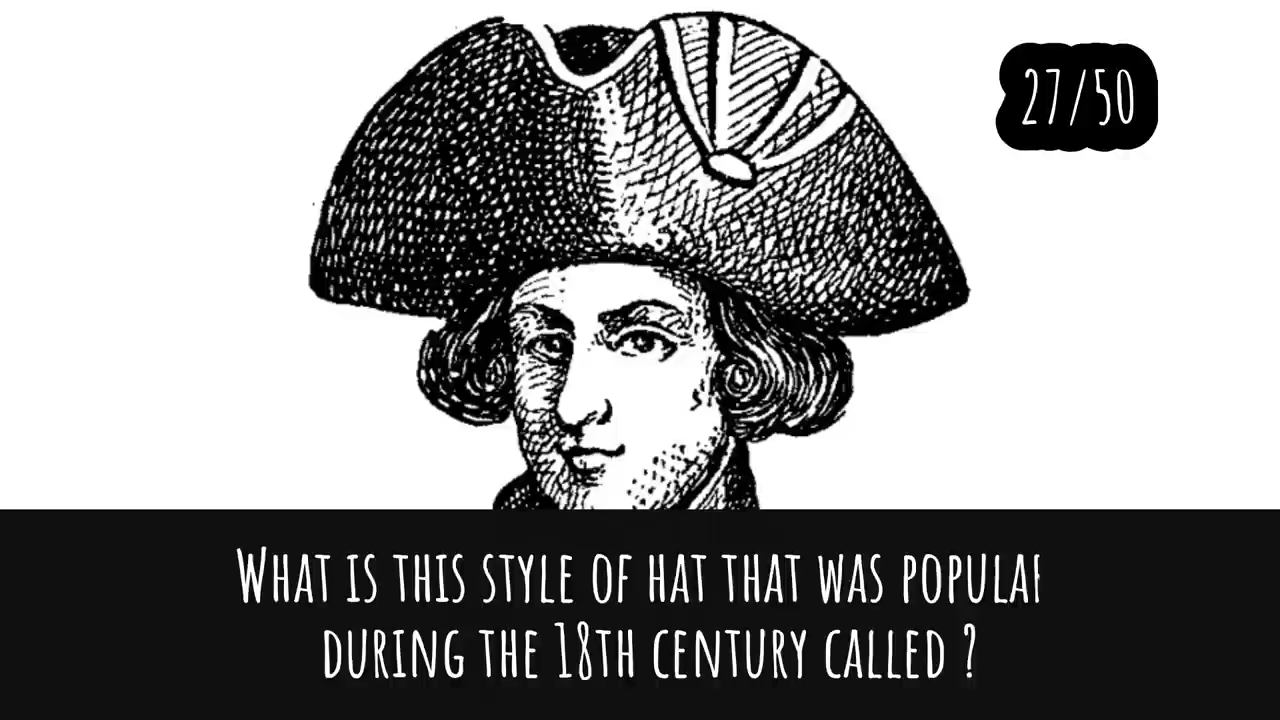 27/50
What is this style of hat that was popular
during the 18th century called ?